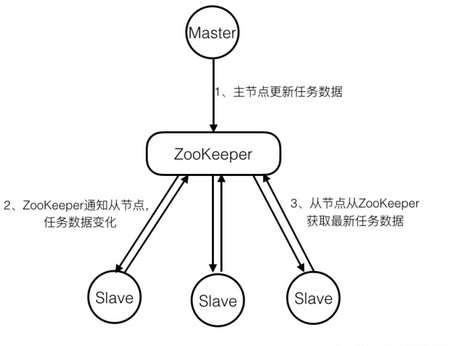 Master
1、主节点更新任务数据
ZooKeeper
2、ZooKeeper通知从节点，
任务数据变化
3、从节点从ZooKeeper
获取最新任务数据
Slave
Slave
Slave